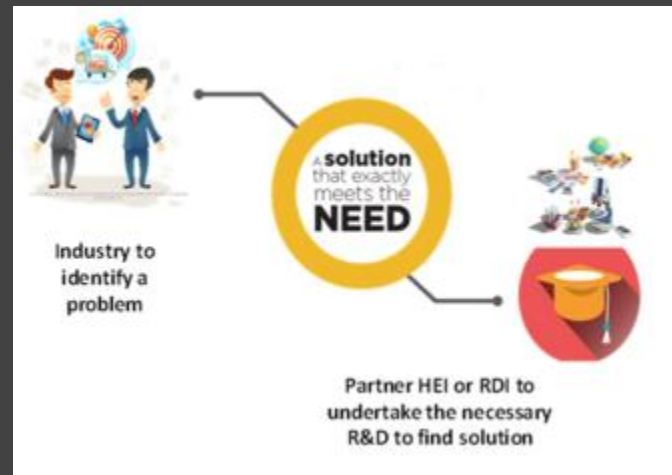 Industry to
identify a
problem
A solution
that exactly
meets the
NEED
Partner HEI or RDI to
undertake the necessary
R&D to find solution